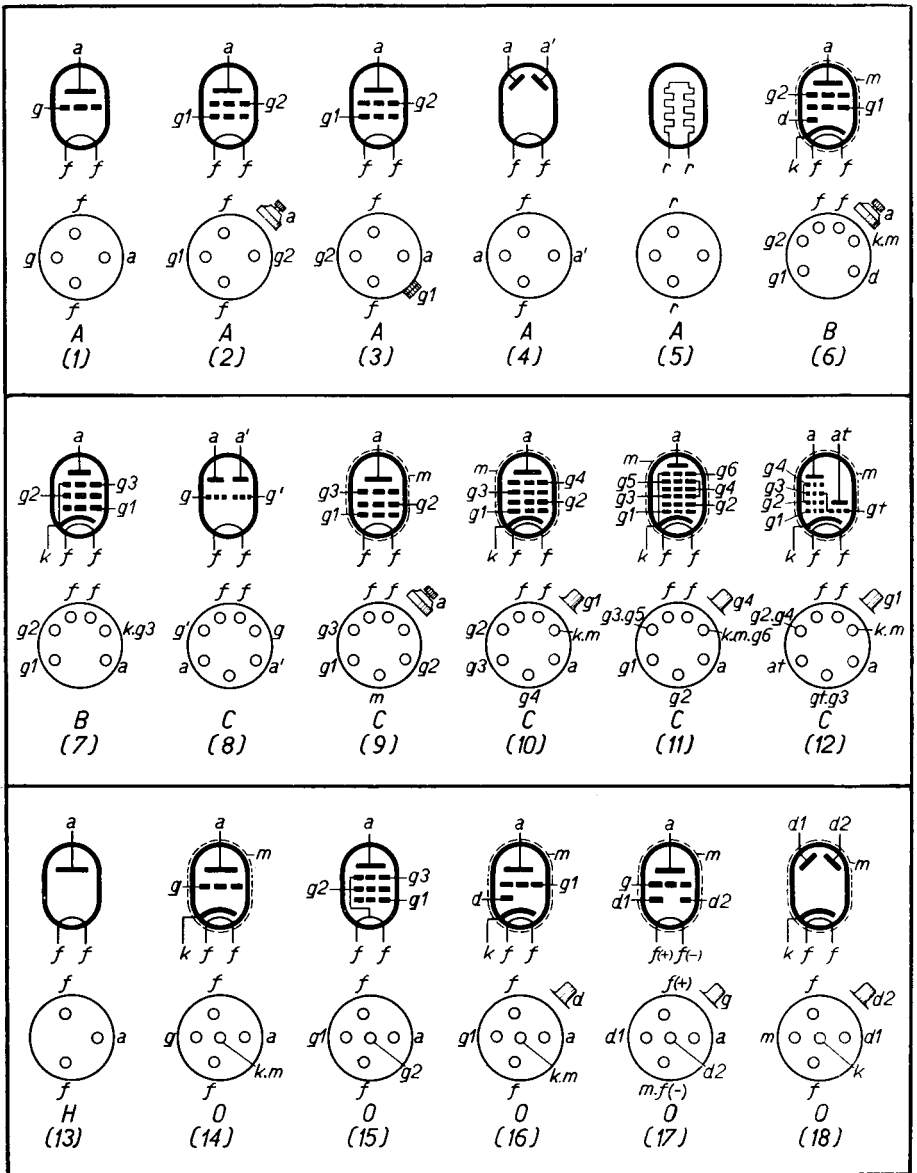 a a a a a' a
g g1 g2 g1 g2 g2 d m g1
f f f f f f f f r r k f f
f f f f r f f
g a g1 a g2 g2 a g1 a a' g2 g1 a k.m d
f f f f r
A A A A A B
(1) (2) (3) (4) (5) (6)
a a a' a a a a at
g2 g3 g1 g g' g3 g1 m g2 m g3 g1 g4 g2 m g5 g3 g1 g6 g4 g2 g4 g3 g2 g1 m gt
k f f f f f f k f f k f f k f f
f f f f f f f f f f f f
g2 g1 k.g3 a g' a g a' g3 g1 a g2 g2 g3 g1 k.m a g3.g5 g1 g4 k.m.g6 a g2.g4 at g1 k.m a
m g4 g2 gt.g3
B C C C C C
(7) (8) (9) (10) (11) (12)
a a a a a d1 d2
g m g2 g3 g1 d m g1 g d1 m d2 m
f f k f f f f k f f f(+) f(-) k f f
f f f f f(+) f
a g a k.m g1 a g2 g1 d a k.m d1 g a d2 m d2 d1 k
f f f f m.f(-) f
H O O O O O
(13) (14) (15) (16) (17) (18)